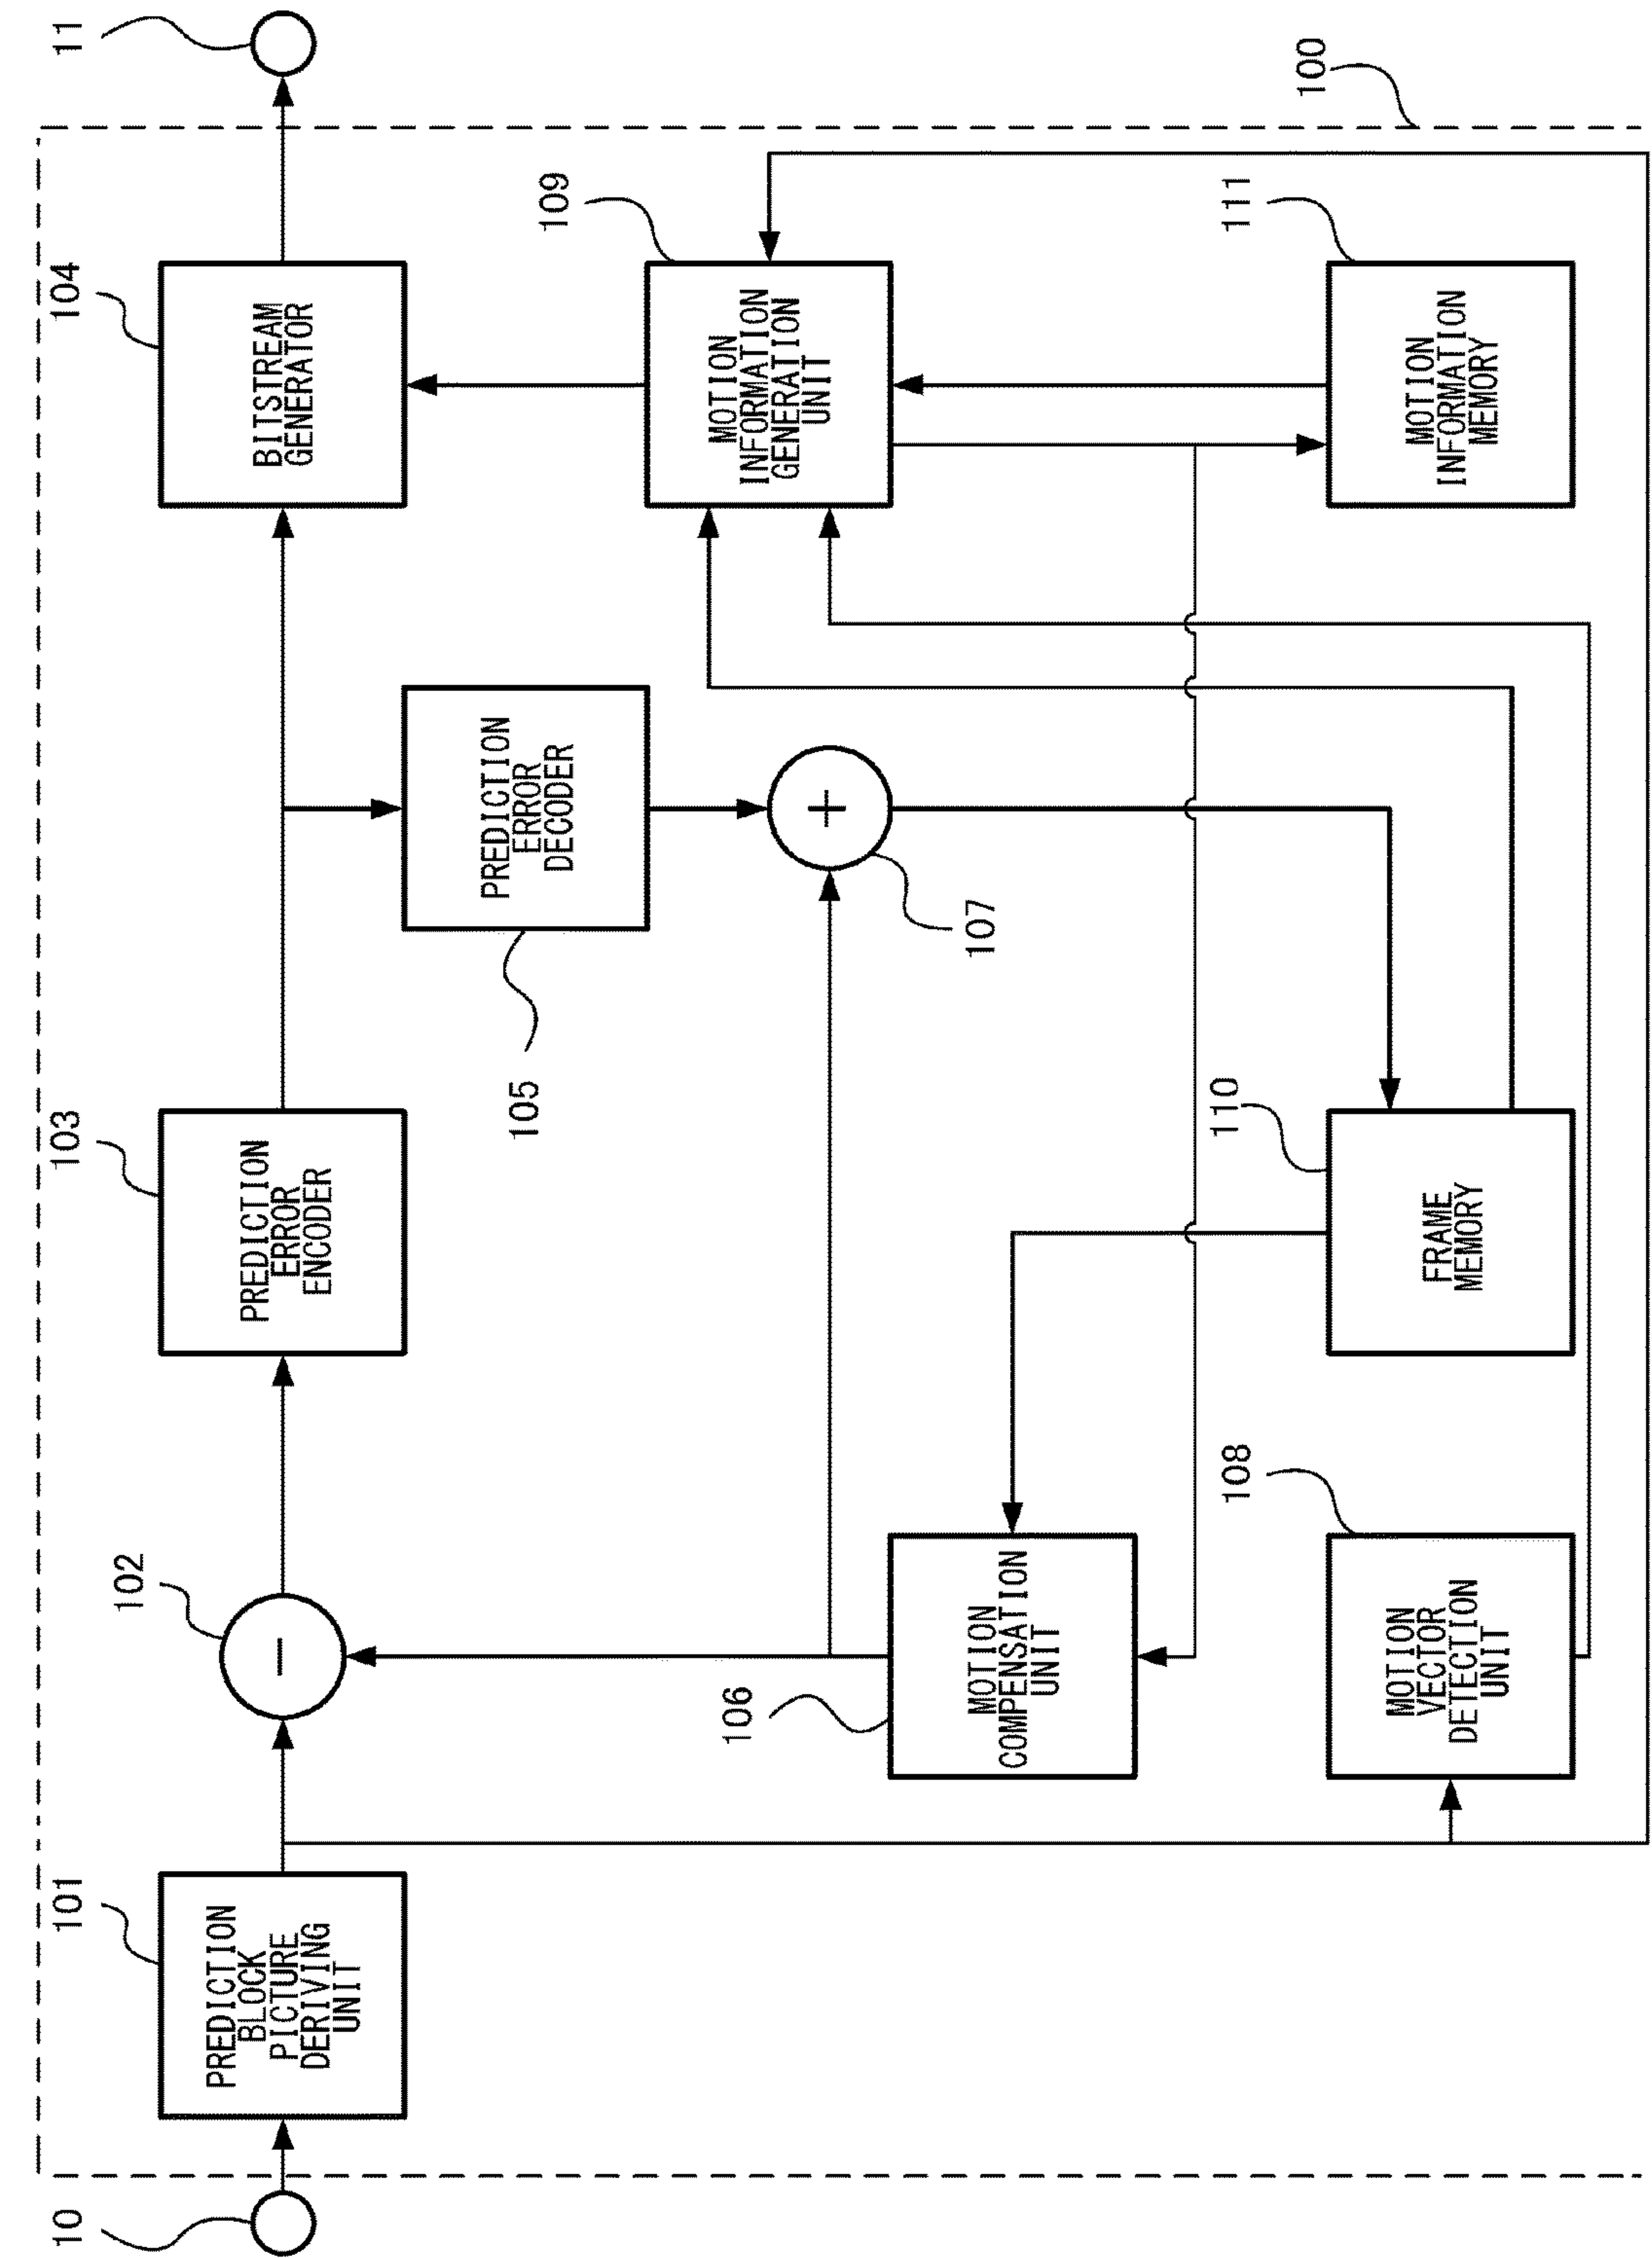 10
101
PREDICTION
BLOCK
PICTURE
DERIVING
UNIT
102
−
103
PREDICTION
ERROR
ENCODER
104
BITSTREAM
GENERATOR
11
105
PREDICTION
ERROR
DECODER
106
MOTION
COMPENSATION
UNIT
107
+
109
MOTION
INFORMATION
GENERATION
UNIT
108
MOTION
VECTOR
DETECTION
UNIT
110
FRAME
MEMORY
111
MOTION
INFORMATION
MEMORY
100